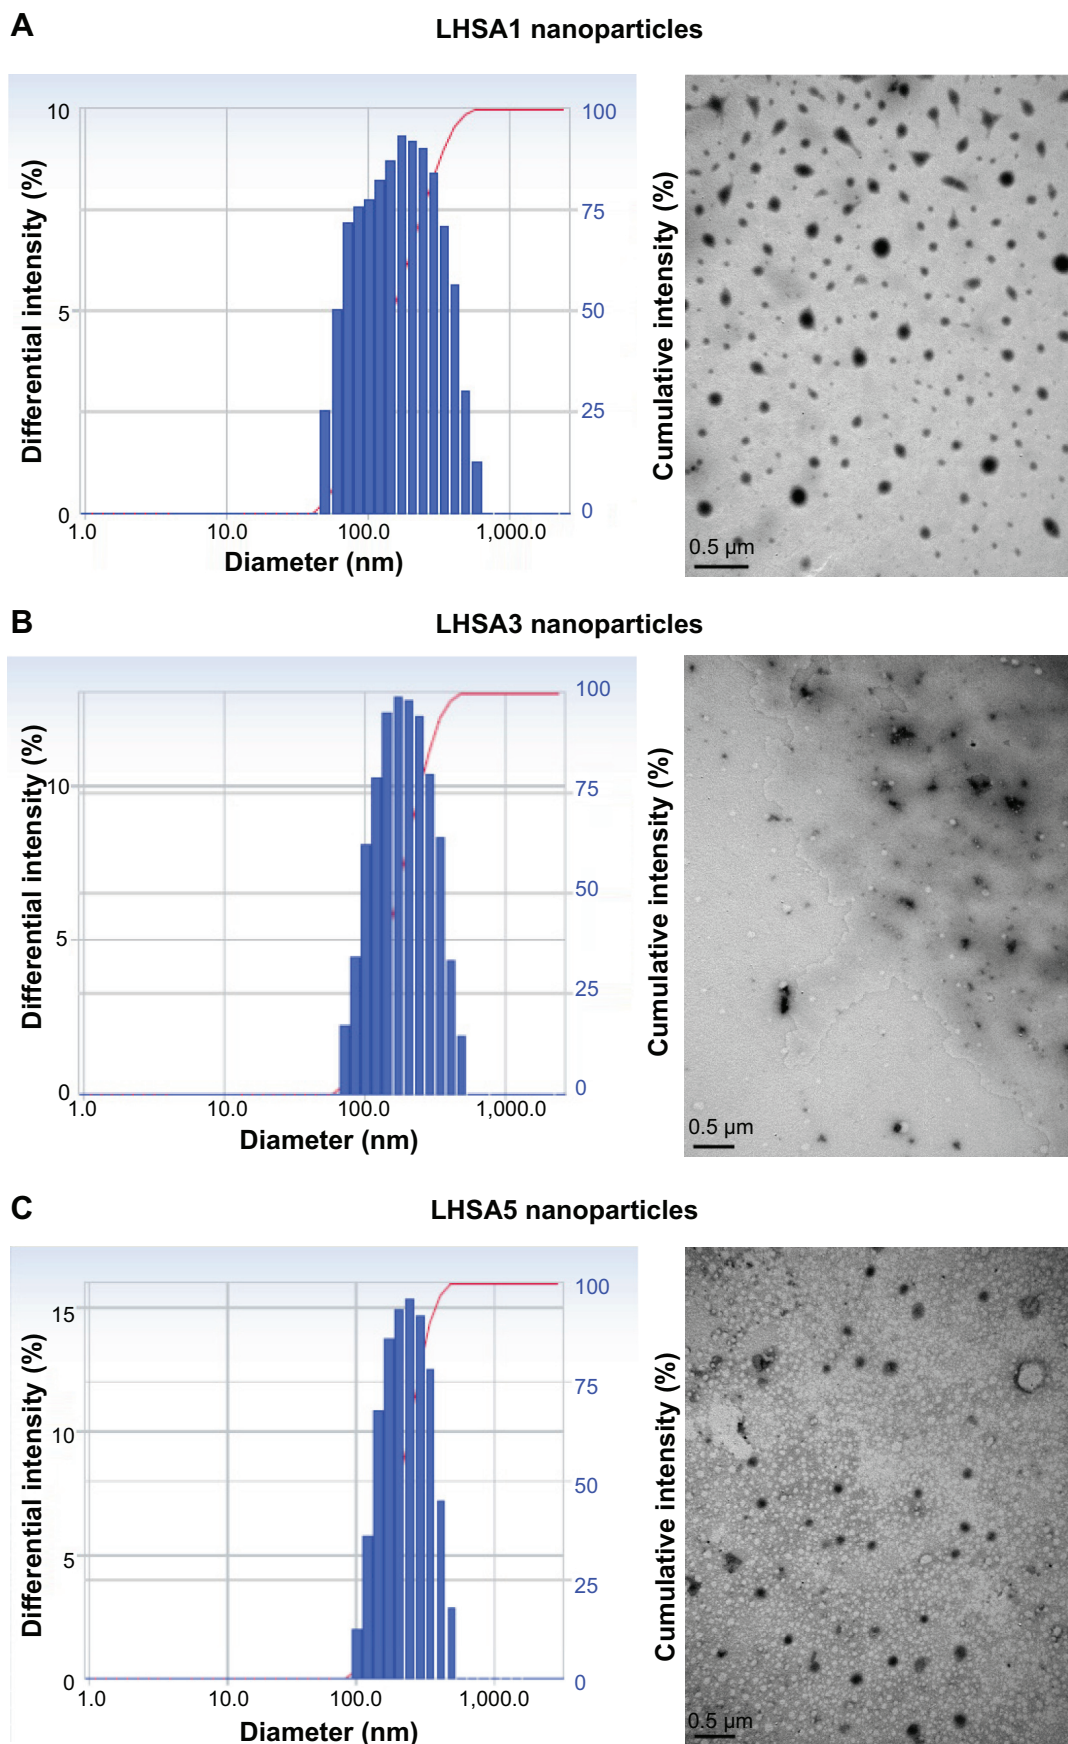 A
LHSA1 nanoparticles
Differential intensity (%)
10
5
0
100
75
50
25
0
1.0 10.0 100.0 1,000.0
Diameter (nm)
Cumulative intensity (%)
0.5 µm
B
LHSA3 nanoparticles
Differential intensity (%)
10
5
0
100
75
50
25
0
1.0 10.0 100.0 1,000.0
Diameter (nm)
Cumulative intensity (%)
0.5 µm
C
LHSA5 nanoparticles
Differential intensity (%)
15
10
5
0
100
75
50
25
0
1.0 10.0 100.0 1,000.0
Diameter (nm)
Cumulative intensity (%)
0.5 µm